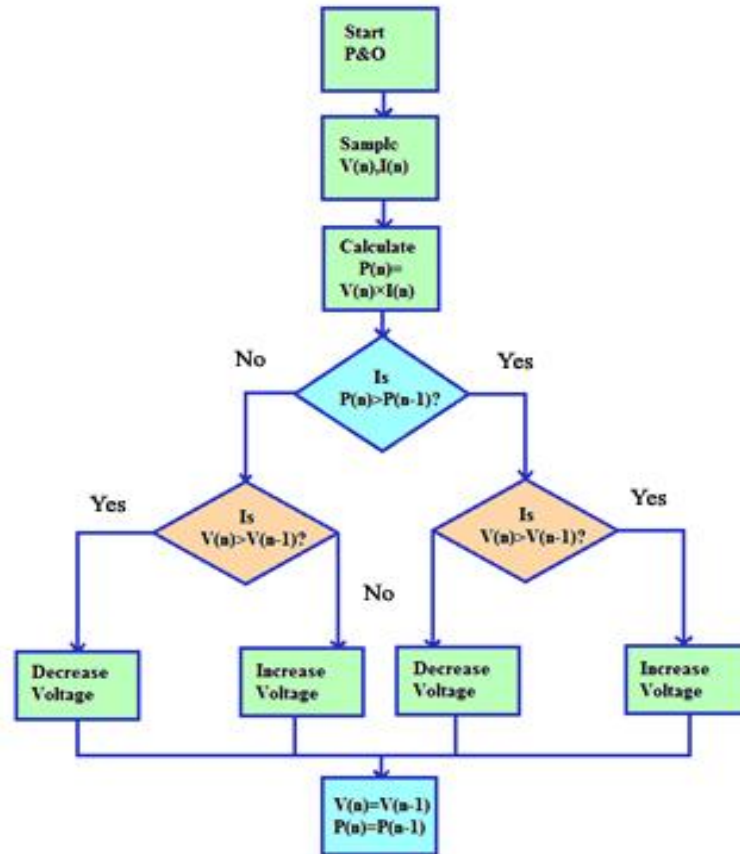 Start
P&O
Sample
V(n),I(n)
Calculate
P(n)=
V(n)×I(n)
No
Yes
Is
P(n)>P(n-1)?
Yes
Is
V(n)>V(n-1)?
Is
V(n)>V(n-1)?
Yes
No
Decrease
Voltage
Increase
Voltage
Decrease
Voltage
Increase
Voltage
V(n)=V(n-1)
P(n)=P(n-1)